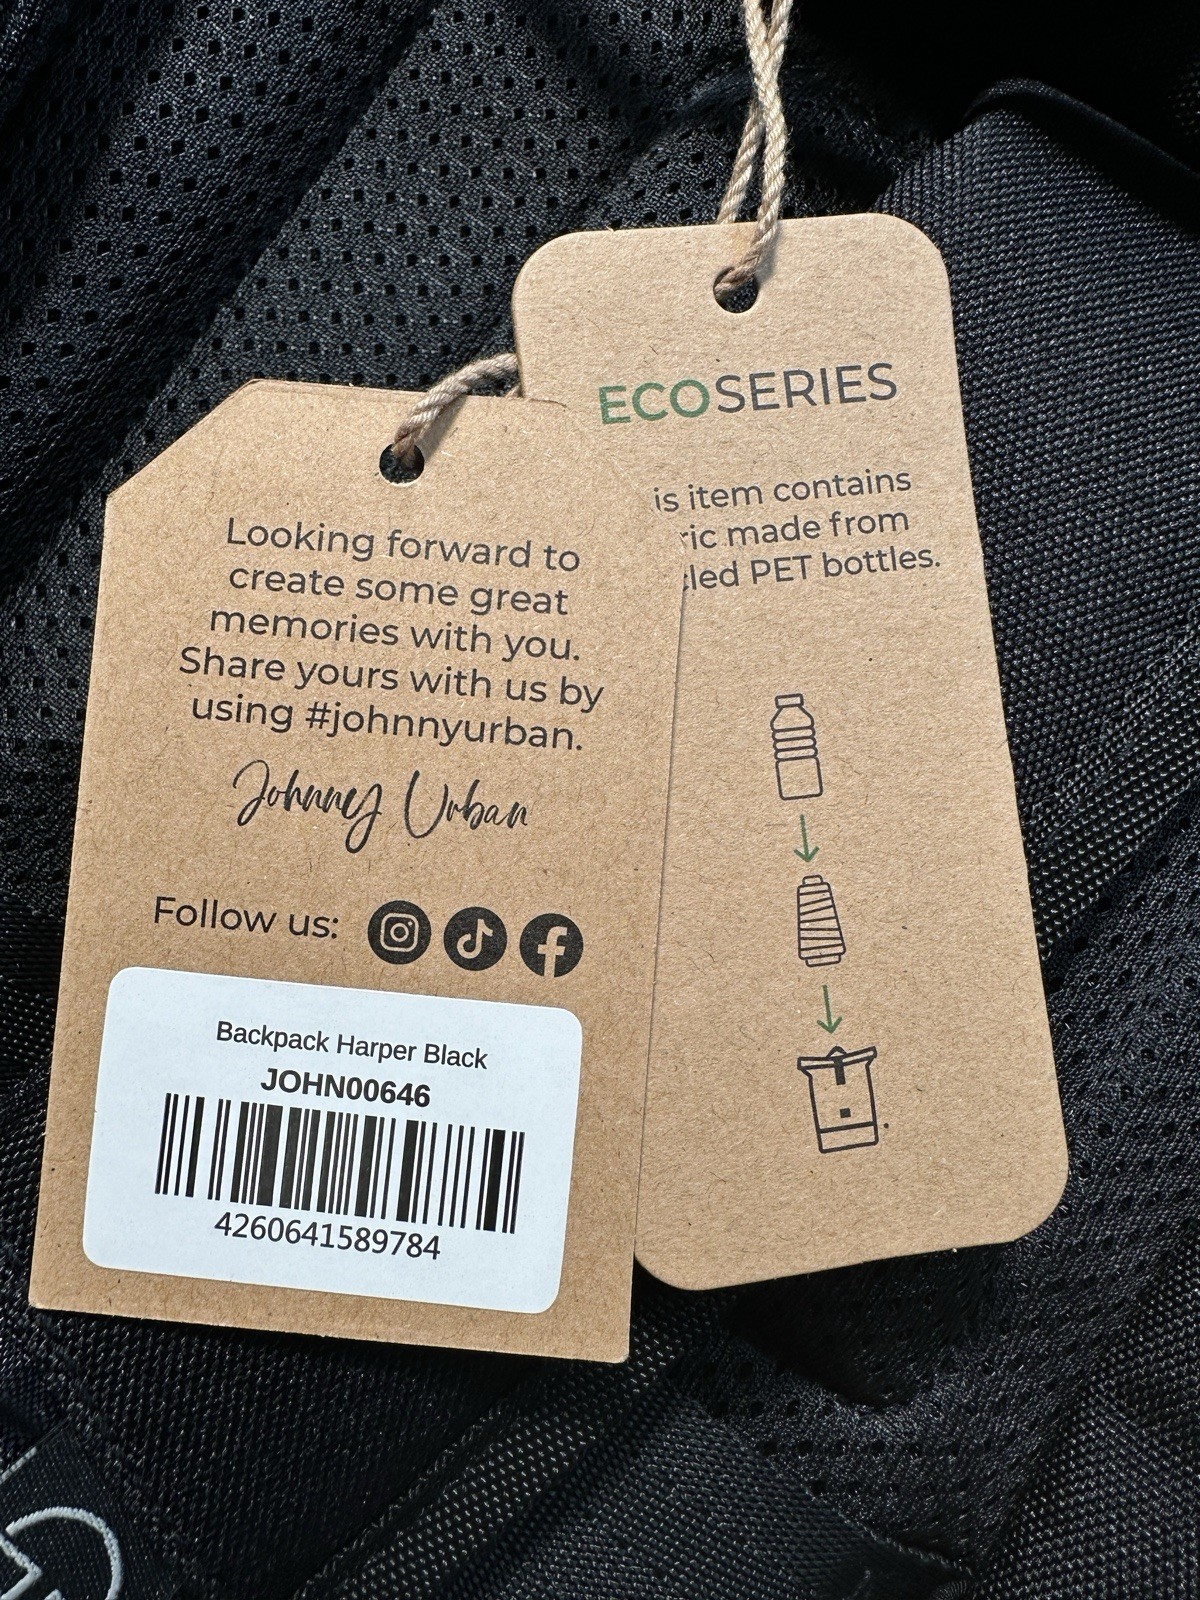 Looking forward to
create some great
memories with you.
Share yours with us by
using #johnnyurban.
Johnny Urban
Follow us:
Backpack Harper Black
JOHN00646
4260641589784
ECOSERIES
is item contains
ric made from
led PET bottles.